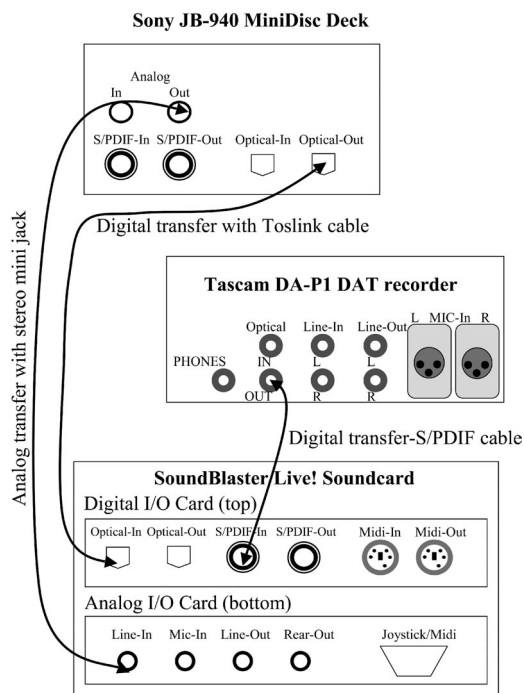 Sony JB-940 MiniDisc Deck
Analog
In Out
S/PDIF-In S/PDIF-Out Optical-In Optical-Out
Digital transfer with Toslink cable
Analog transfer with stereo mini jack
Tascam DA-P1 DAT recorder
L MIC-In R
Optical Line-In Line-Out
PHONES IN L L
OUT R R
Digital transfer-S/PDIF cable
SoundBlaster Live! Soundcard
Digital I/O Card (top)
Optical-In Optical-Out S/PDIF-In S/PDIF-Out Midi-In Midi-Out
Analog I/O Card (bottom)
Line-In Mic-In Line-Out Rear-Out Joystick/Midi